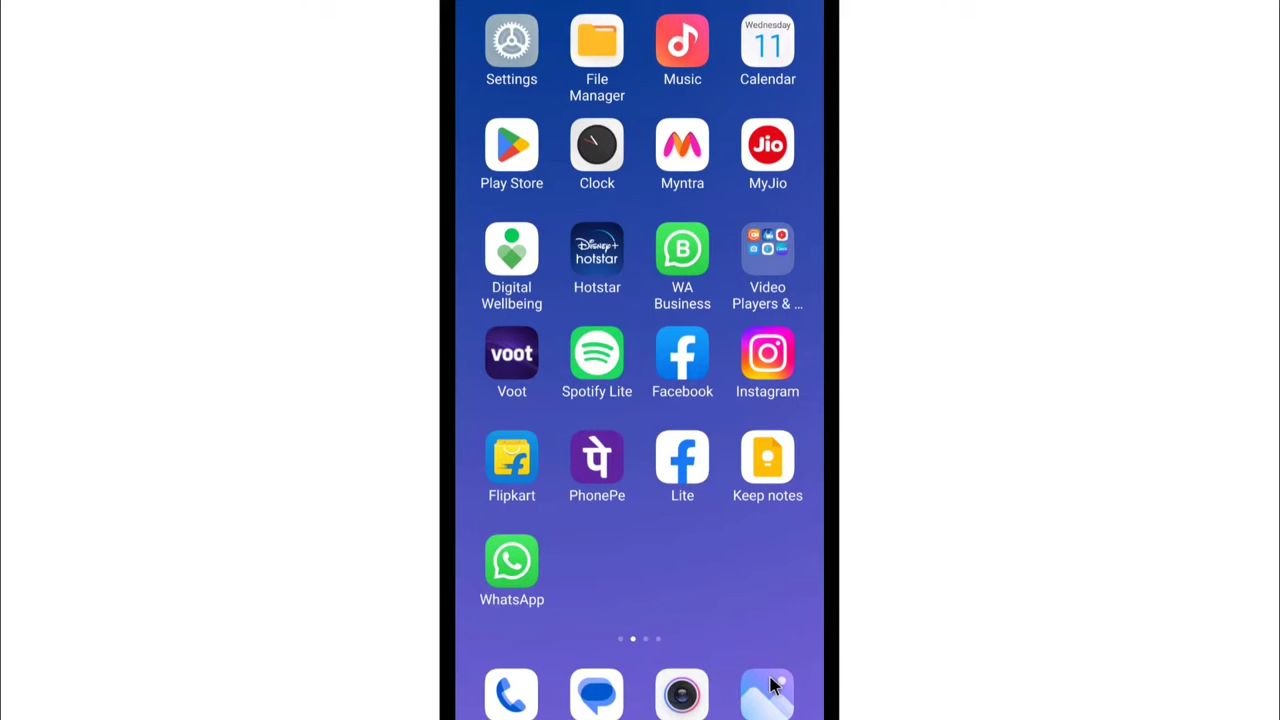 Wednesday
11
Settings
File
Manager
Music
Calendar
Jio
Play Store
Clock
Myntra
MyJio
Disney+
hotstar
B
Digital
Wellbeing
Hotstar
WA
Business
Video
Players & ...
voot
Voot
Spotify Lite
Facebook
Instagram
पे
Flipkart
PhonePe
Lite
Keep notes
WhatsApp